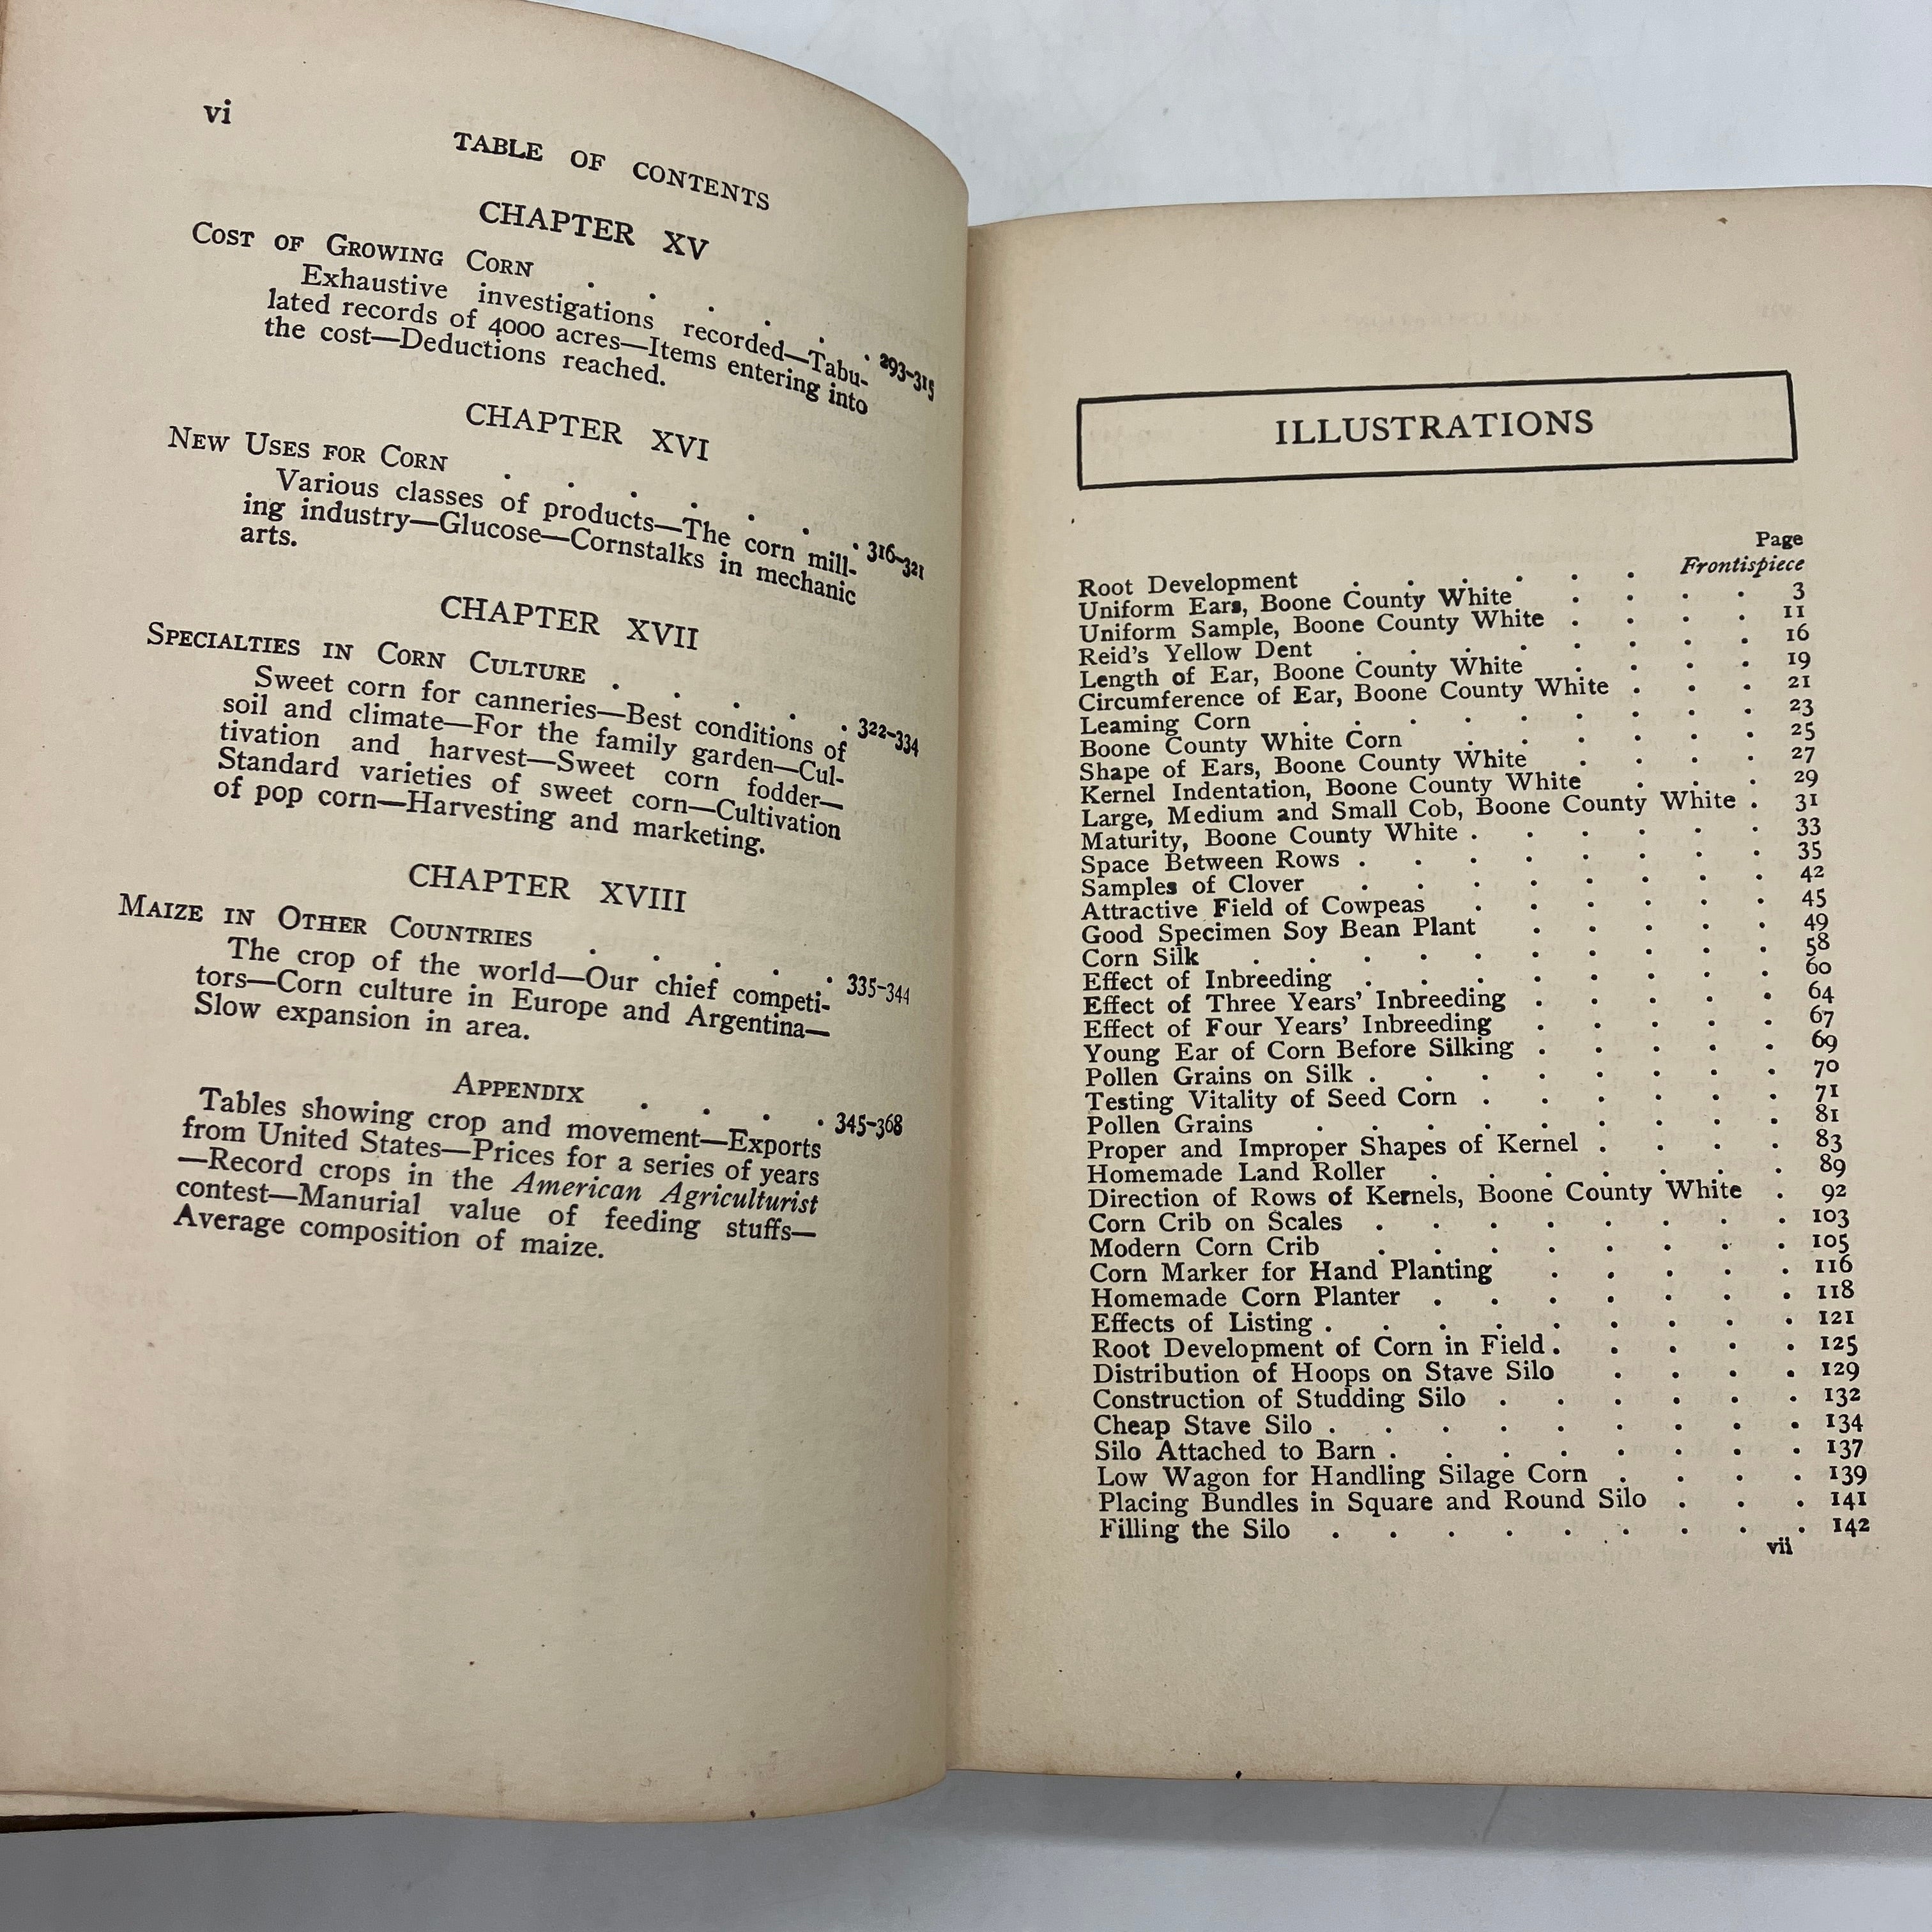 vi
TABLE OF CONTENTS
CHAPTER XV
COST OF GROWING CORN . . . . . . 293-315
Exhaustive investigations recorded—Tabu-
lated records of 4000 acres—Items entering into
the cost—Deductions reached.
CHAPTER XVI
NEW USES FOR CORN . . . . . . . 316-321
Various classes of products—The corn mill-
ing industry—Glucose—Cornstalks in mechanic
arts.
CHAPTER XVII
SPECIALTIES IN CORN CULTURE . . . . . 322-334
Sweet corn for canneries—Best conditions of
soil and climate—For the family garden—Cul-
tivation and harvest—Sweet corn fodder—
Standard varieties of sweet corn—Cultivation
of pop corn—Harvesting and marketing.
CHAPTER XVIII
MAIZE IN OTHER COUNTRIES . . . . . 335-344
The crop of the world—Our chief competi-
tors—Corn culture in Europe and Argentina—
Slow expansion in area.
APPENDIX . . . . 345-368
Tables showing crop and movement—Exports
from United States—Prices for a series of years
—Record crops in the American Agriculturist
contest—Manurial value of feeding stuffs—
Average composition of maize.
ILLUSTRATIONS
Page
Root Development . . . . . . Frontispiece
Uniform Ears, Boone County White . . . . 3
Uniform Sample, Boone County White . . . . 11
Reid's Yellow Dent . . . . . . . . 16
Length of Ear, Boone County White . . . . 19
Circumference of Ear, Boone County White . . . 21
Leaming Corn . . . . . . . . . 23
Boone County White Corn . . . . . . 25
Shape of Ears, Boone County White . . . . 27
Kernel Indentation, Boone County White . . . 29
Large, Medium and Small Cob, Boone County White . 31
Maturity, Boone County White . . . . . . 33
Space Between Rows . . . . . . . . 35
Samples of Clover . . . . . . . . 42
Attractive Field of Cowpeas . . . . . . 45
Good Specimen Soy Bean Plant . . . . . 49
Corn Silk . . . . . . . . . . 58
Effect of Inbreeding . . . . . . . . 60
Effect of Three Years' Inbreeding . . . . . 64
Effect of Four Years' Inbreeding . . . . . 67
Young Ear of Corn Before Silking . . . . . 69
Pollen Grains on Silk . . . . . . . . 70
Testing Vitality of Seed Corn . . . . . . 71
Pollen Grains . . . . . . . . . 81
Proper and Improper Shapes of Kernel . . . . 83
Homemade Land Roller . . . . . . . 89
Direction of Rows of Kernels, Boone County White . 92
Corn Crib on Scales . . . . . . . . 103
Modern Corn Crib . . . . . . . . 105
Corn Marker for Hand Planting . . . . . 116
Homemade Corn Planter . . . . . . . 118
Effects of Listing . . . . . . . . . 121
Root Development of Corn in Field . . . . . 125
Distribution of Hoops on Stave Silo . . . . 129
Construction of Studding Silo . . . . . . 132
Cheap Stave Silo . . . . . . . . . 134
Silo Attached to Barn . . . . . . . . 137
Low Wagon for Handling Silage Corn . . . . 139
Placing Bundles in Square and Round Silo . . . 141
Filling the Silo . . . . . . . . . 142
vii